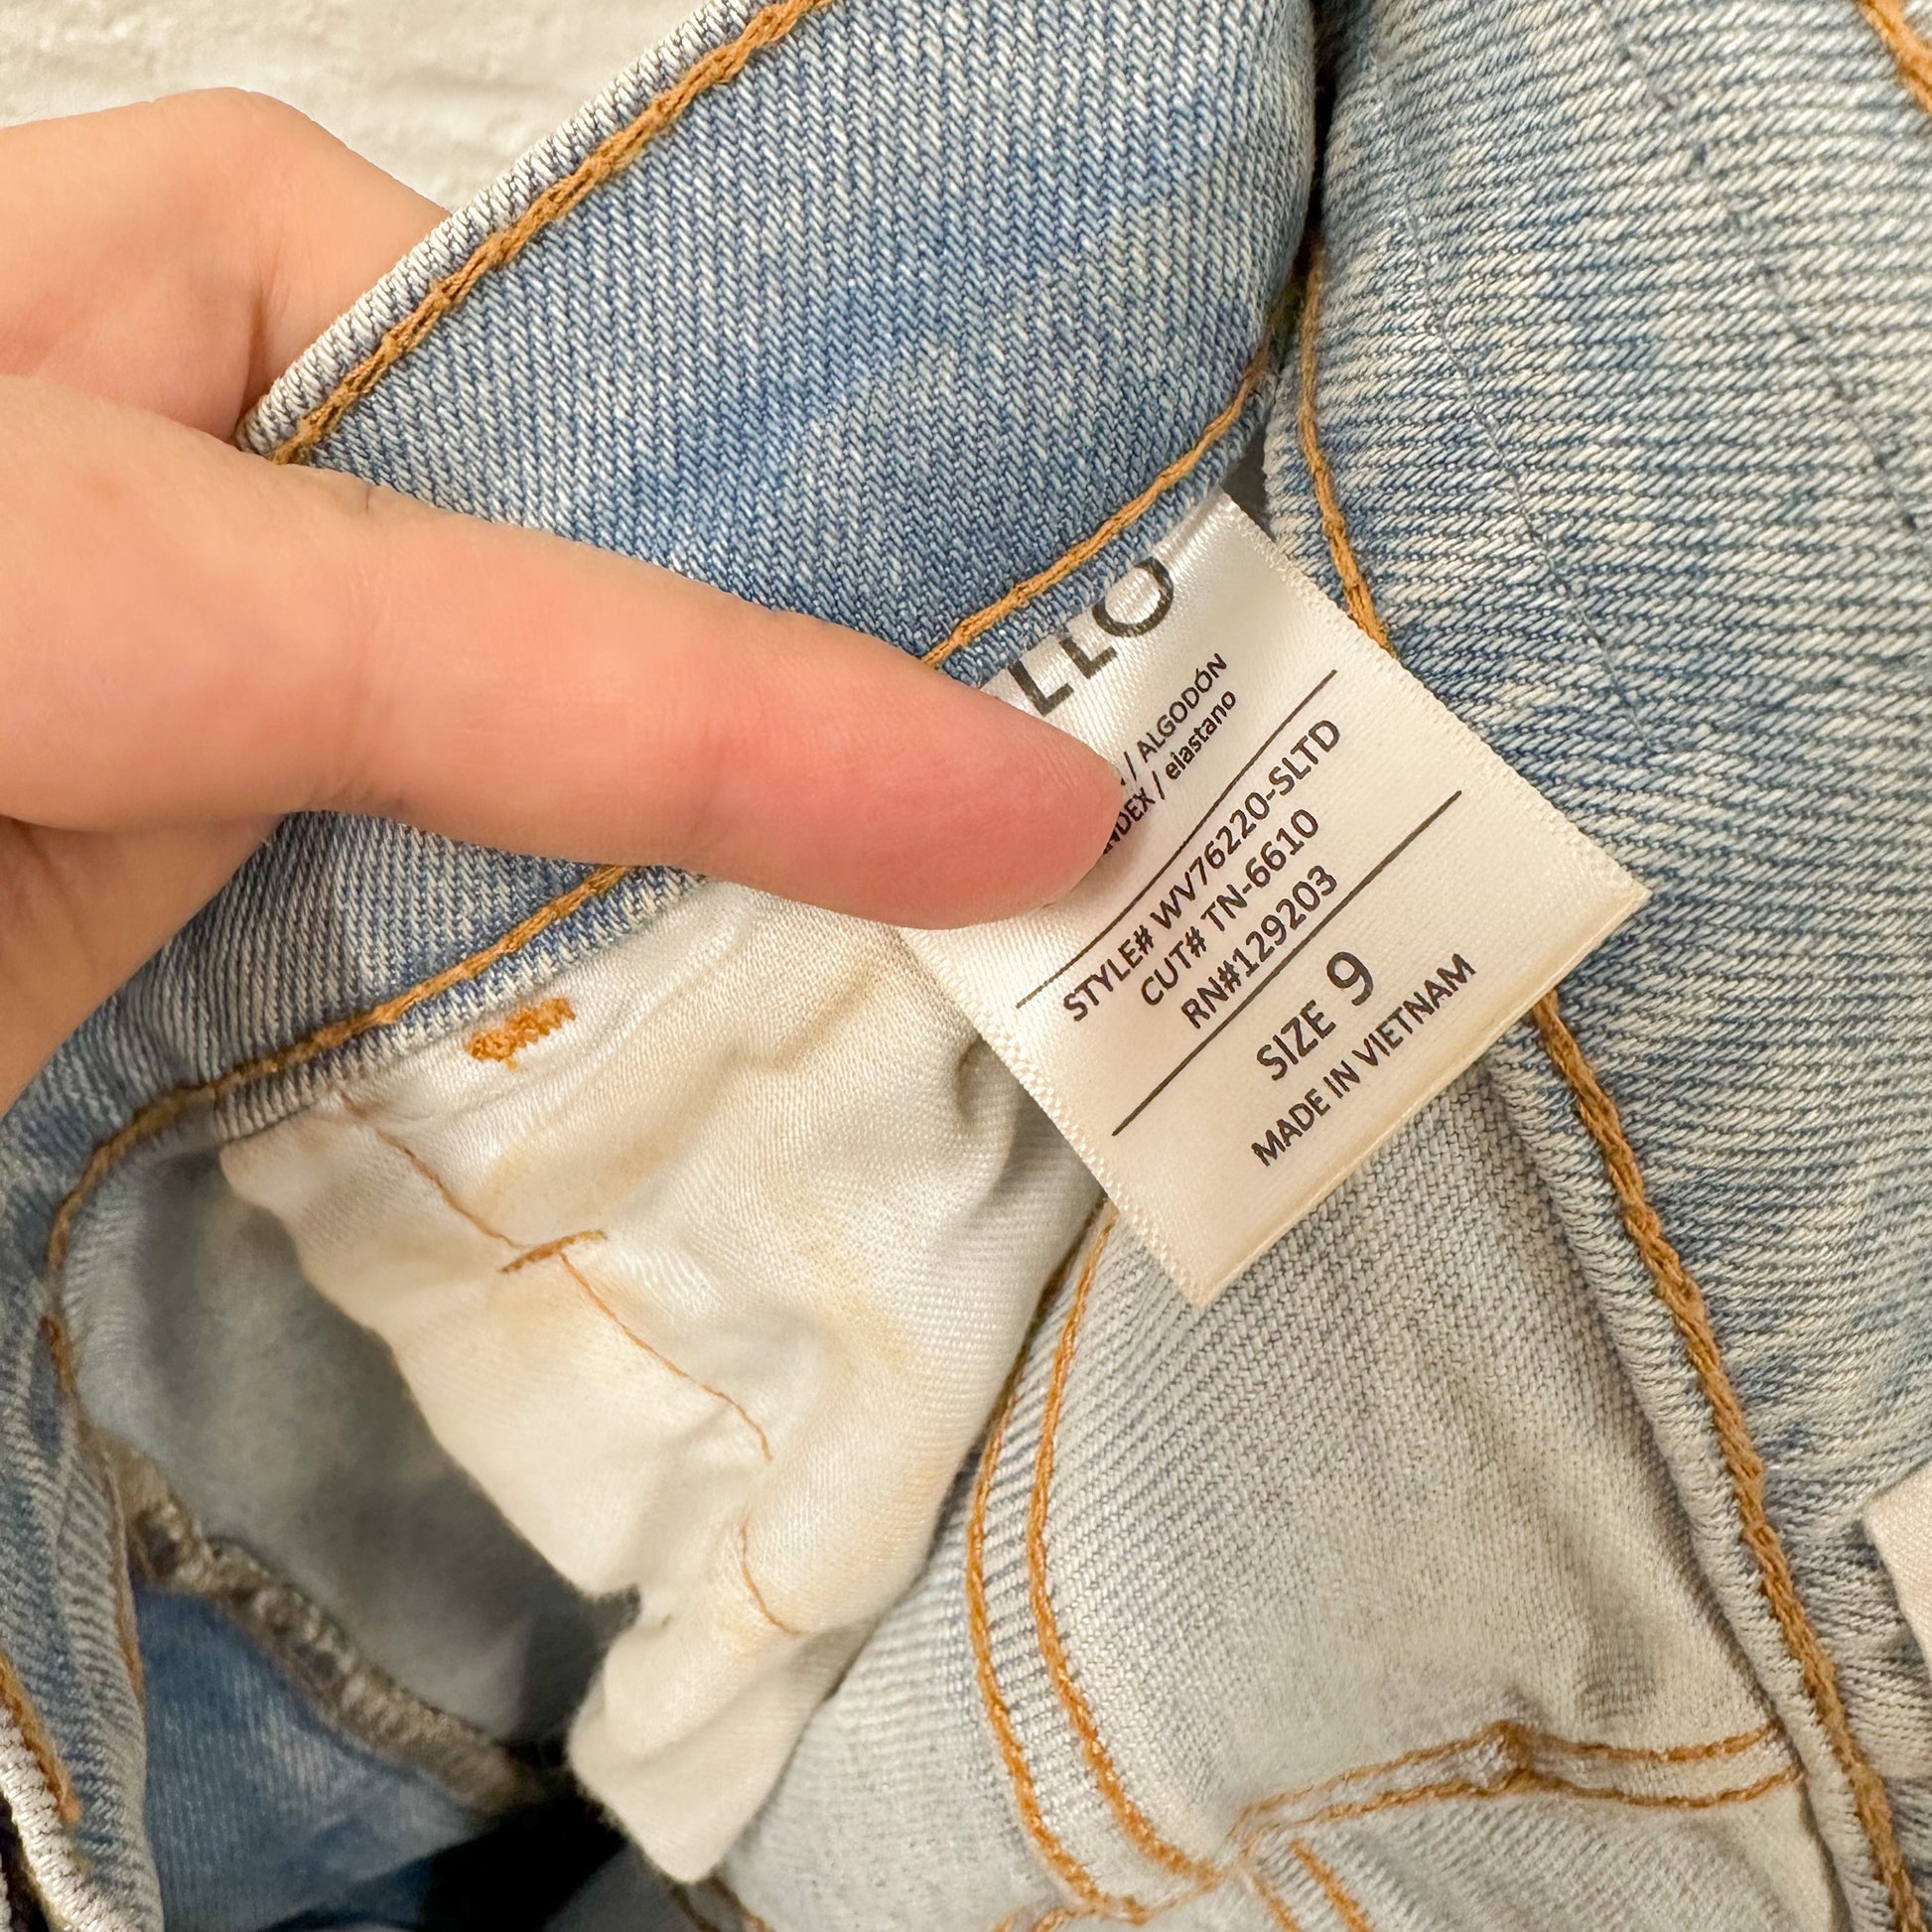 LLO
/ ALGODÓN
NDEX / elastano
STYLE# WV76220-SLTD
CUT# TN-6610
RN#129203
SIZE 9
MADE IN VIETNAM